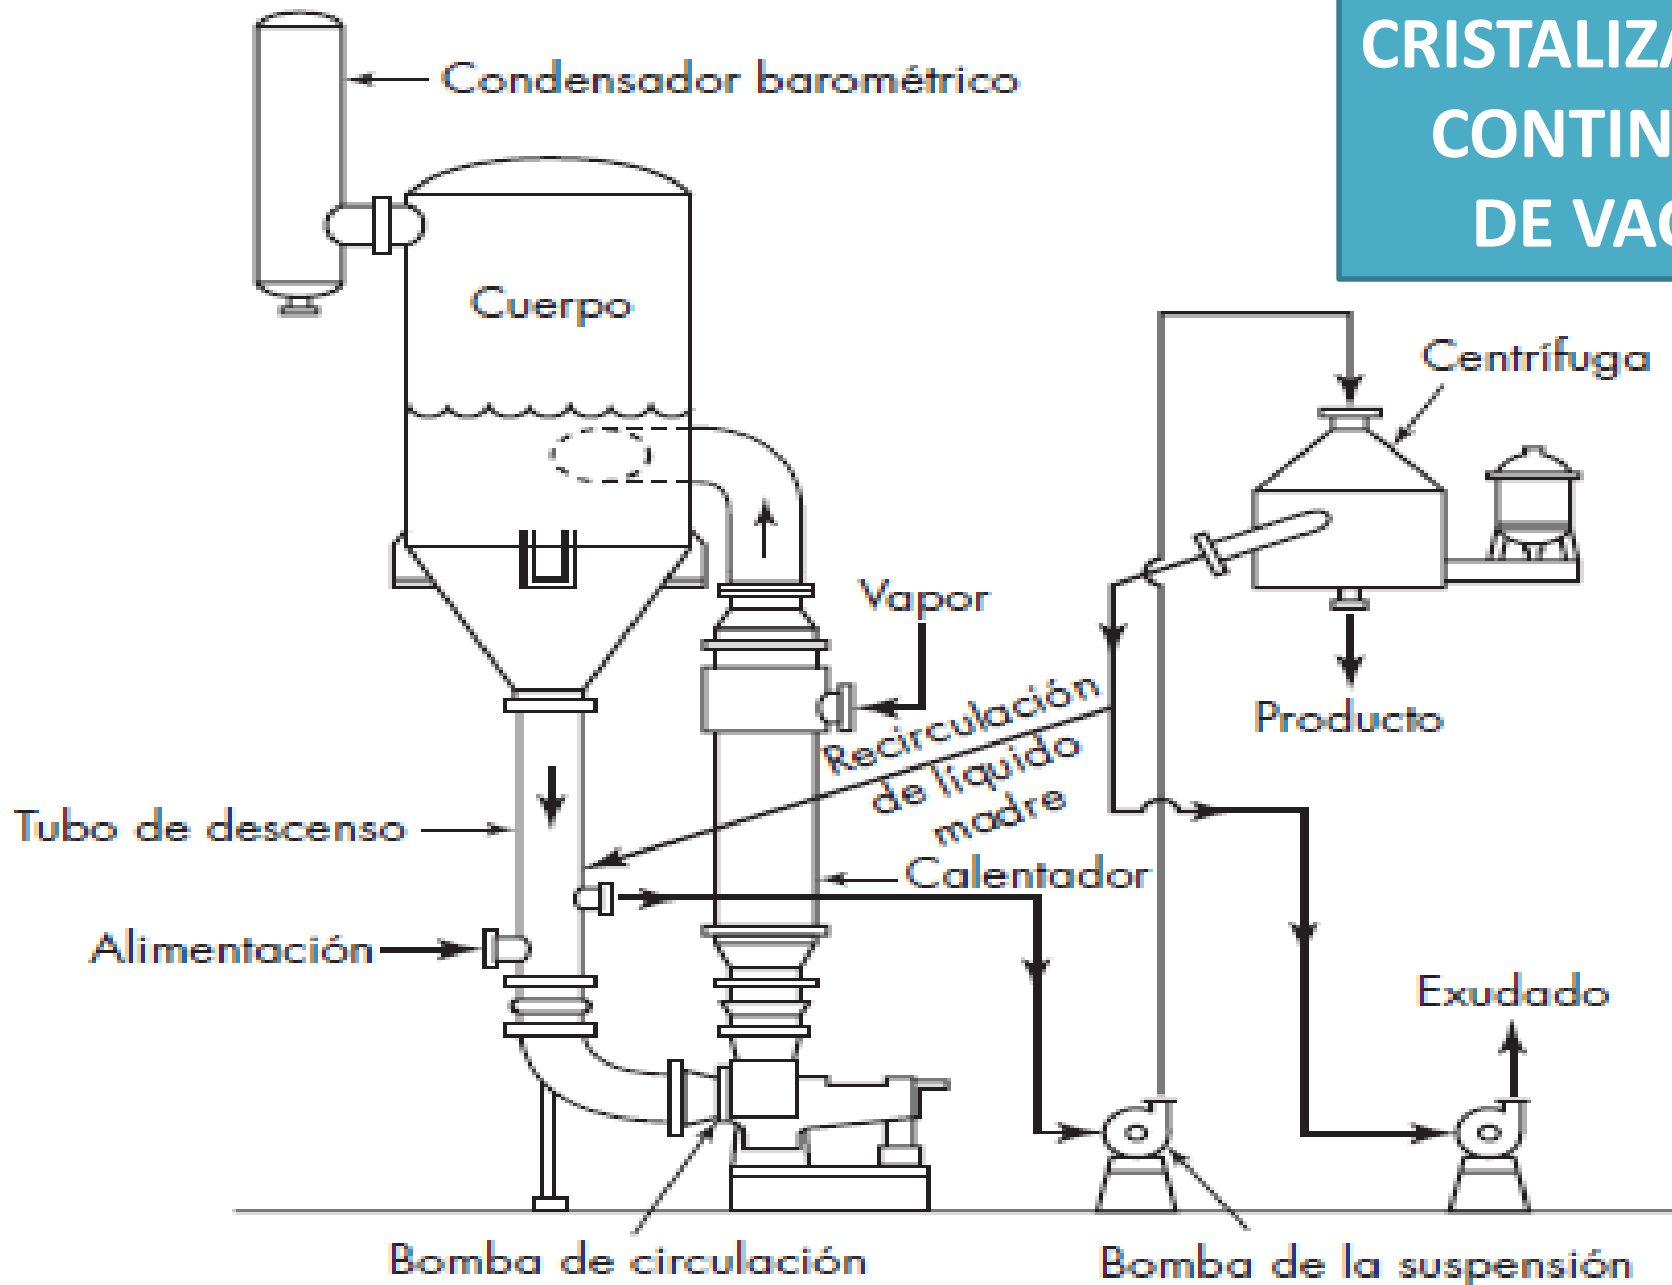 CRISTALIZA
CONTIN
DE VAC
Condensador barométrico
Cuerpo
Centrífuga
Vapor
Recirculación
de líquido
madre
Producto
Tubo de descenso
Calentador
Alimentación
Exudado
Bomba de circulación
Bomba de la suspensión